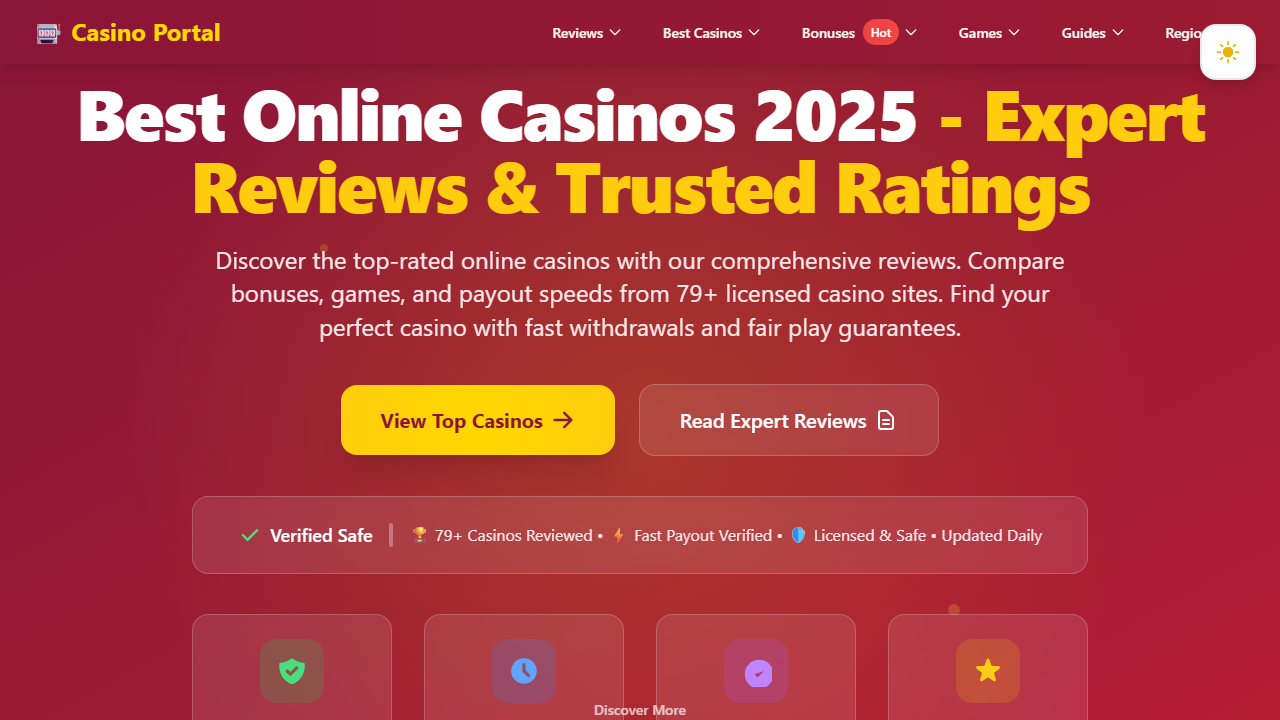 Casino Portal
Reviews
Best Casinos
Bonuses
Hot
Games
Guides
Best Online Casinos 2025 - Expert
Reviews & Trusted Ratings
Discover the top-rated online casinos with our comprehensive reviews. Compare
bonuses, games, and payout speeds from 79+ licensed casino sites. Find your
perfect casino with fast withdrawals and fair play guarantees.
View Top Casinos
Read Expert Reviews
Verified Safe
79+ Casinos Reviewed • Fast Payout Verified • Licensed & Safe • Updated Daily
Discover More